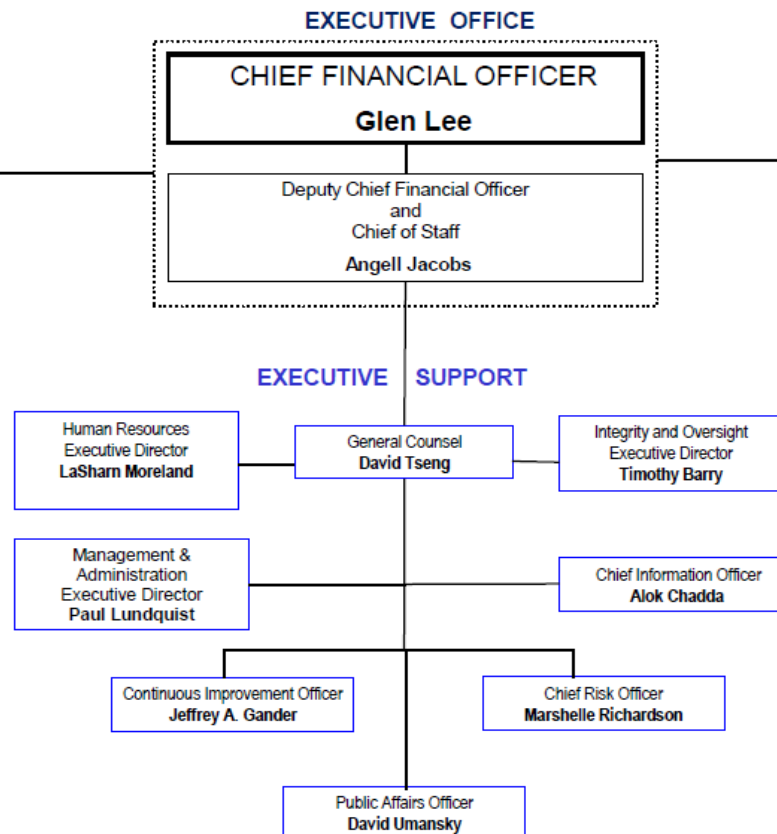 EXECUTIVE OFFICE
CHIEF FINANCIAL OFFICER
Glen Lee
Deputy Chief Financial Officer
and
Chief of Staff
Angell Jacobs
EXECUTIVE SUPPORT
Human Resources
Executive Director
LaSharn Moreland
General Counsel
David Tseng
Integrity and Oversight
Executive Director
Timothy Barry
Management &
Administration
Executive Director
Paul Lundquist
Chief Information Officer
Alok Chadda
Continuous Improvement Officer
Jeffrey A. Gander
Chief Risk Officer
Marshelle Richardson
Public Affairs Officer
David Umansky